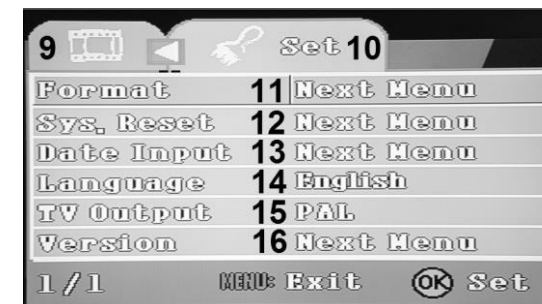 9 Set 10
Format 11 Next Menu
Sys. Reset 12 Next Menu
Date Input 13 Next Menu
Language 14 English
TV Output 15 PAL
Version 16 Next Menu
1/1 MENU: Exit OK Set